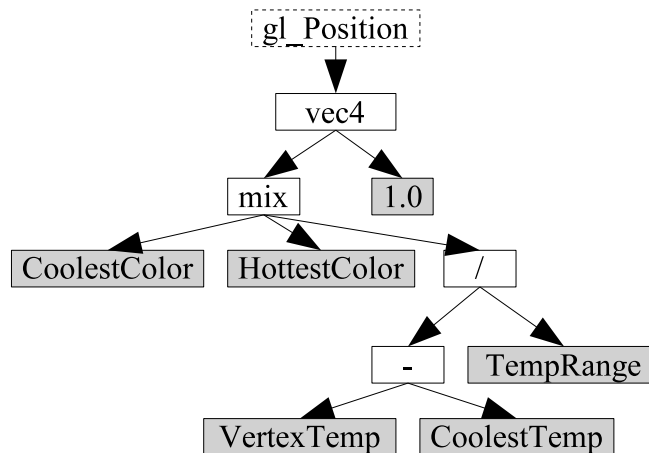 gl_Position
vec4
mix
1.0
CoolestColor
HottestColor
/
-
TempRange
VertexTemp
CoolestTemp